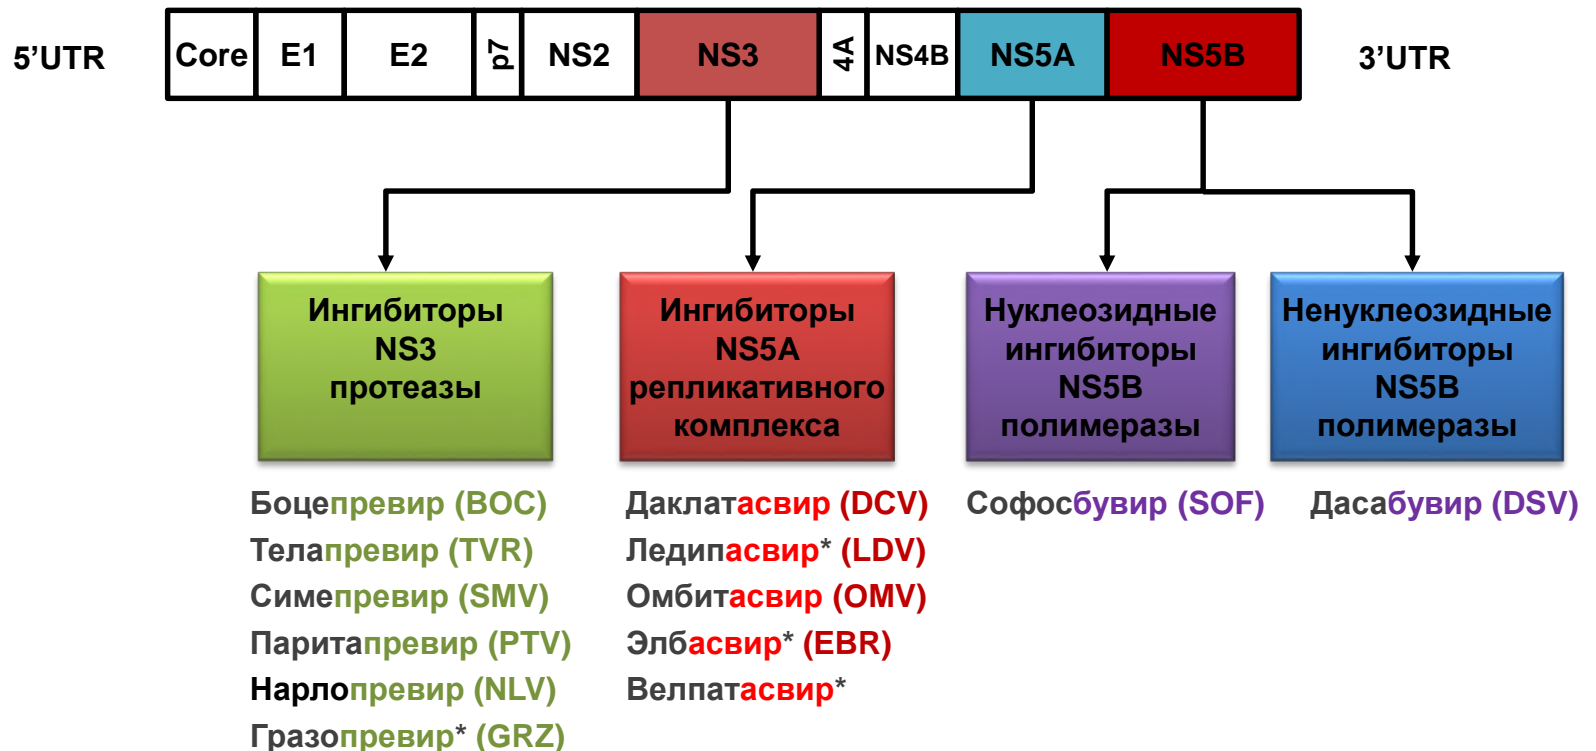 5’UTR Core E1 E2 p7 NS2 NS3 4A NS4B NS5A NS5B 3’UTR
Ингибиторы
NS3
протеазы
Ингибиторы
NS5A
репликативного
комплекса
Нуклеозидные
ингибиторы
NS5B
полимеразы
Ненуклеозидные
ингибиторы
NS5B
полимеразы
Боцепревир (BOC)
Телапревир (TVR)
Симепревир (SMV)
Паритапревир (PTV)
Нарлопревир (NLV)
Гразопревир* (GRZ)
Даклатасвир (DCV)
Ледипасвир* (LDV)
Омбитасвир (OMV)
Элбасвир* (EBR)
Велпатасвир*
Софосбувир (SOF)
Дасабувир (DSV)